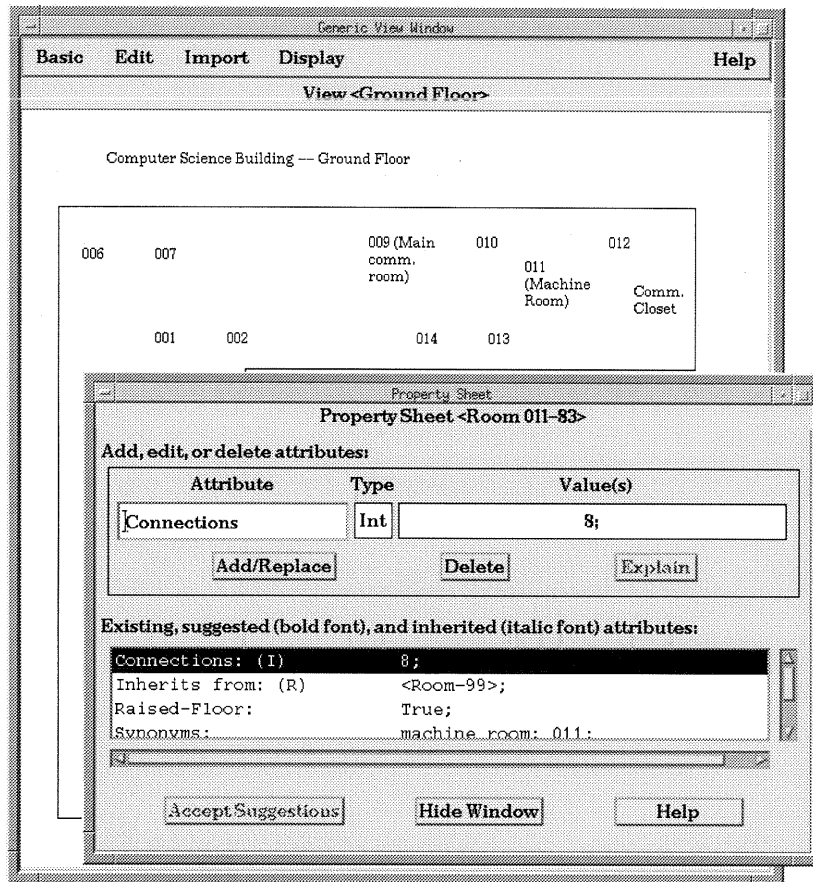 Generic View Window
Basic Edit Import Display Help
View <Ground Floor>
Computer Science Building -- Ground Floor
006 007 009 (Main comm. room) 010 011 (Machine Room) 012 Comm. Closet
001 002 014 013
Property Sheet
Property Sheet <Room 011-83>
Add, edit, or delete attributes:
Attribute Type Value(s)
Connections Int 8;
Add/Replace Delete Explain
Existing, suggested (bold font), and inherited (italic font) attributes:
Connections: (I) 8;
Inherits from: (R) <Room-99>;
Raised-Floor: True;
Synonyms: machine room; 011;
Accept Suggestions Hide Window Help